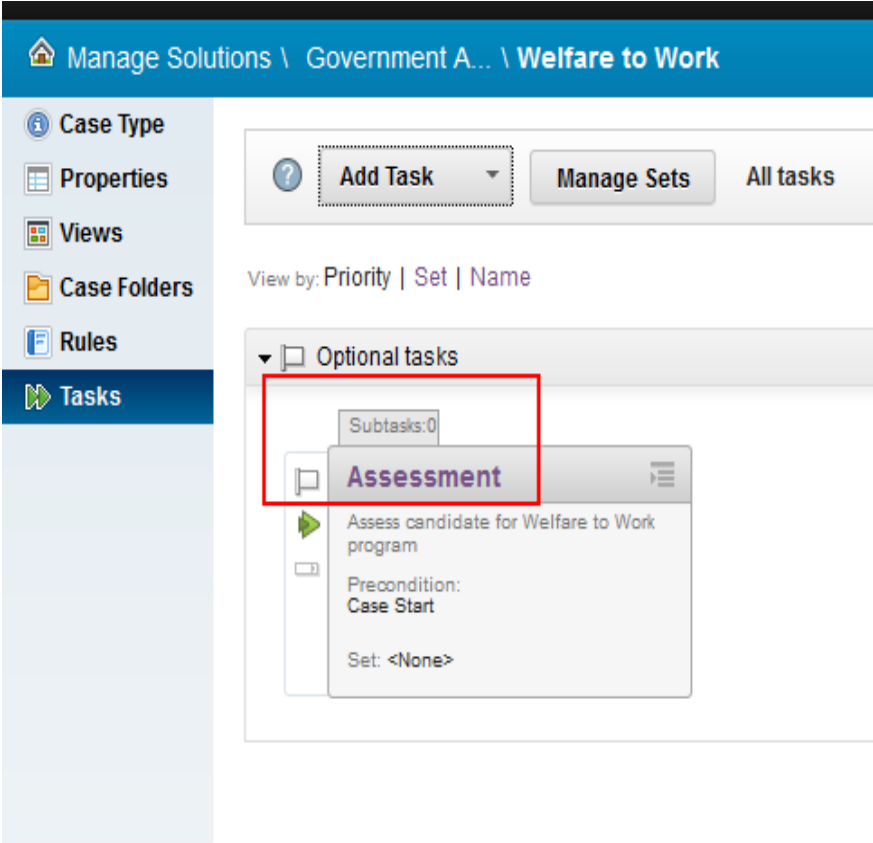 Manage Solutions \ Government A... \ Welfare to Work
Case Type
Properties
Views
Case Folders
Rules
Tasks
Add Task
Manage Sets
All tasks
View by: Priority | Set | Name
Optional tasks
Subtasks:0
Assessment
Assess candidate for Welfare to Work
program
Precondition:
Case Start
Set: <None>